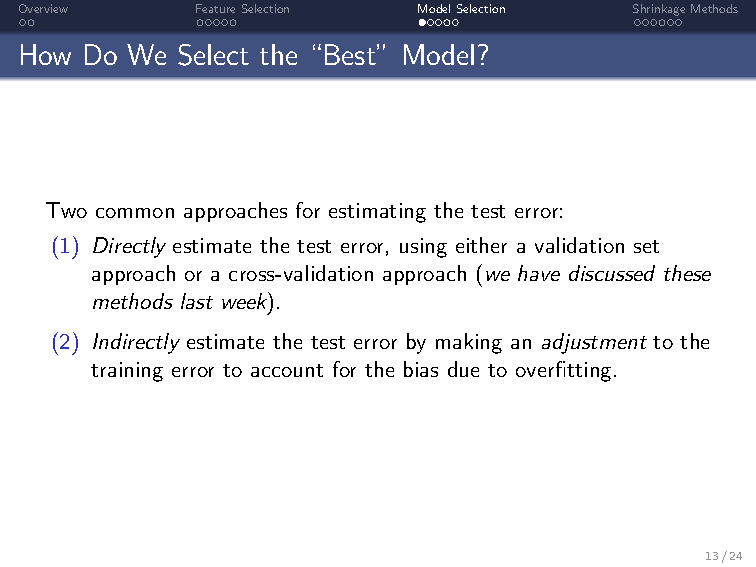 Overview Feature Selection Model Selection Shrinkage Methods
How Do We Select the “Best” Model?
Two common approaches for estimating the test error:
(1) Directly estimate the test error, using either a validation set
approach or a cross-validation approach (we have discussed these
methods last week).
(2) Indirectly estimate the test error by making an adjustment to the
training error to account for the bias due to overfitting.
13 / 24